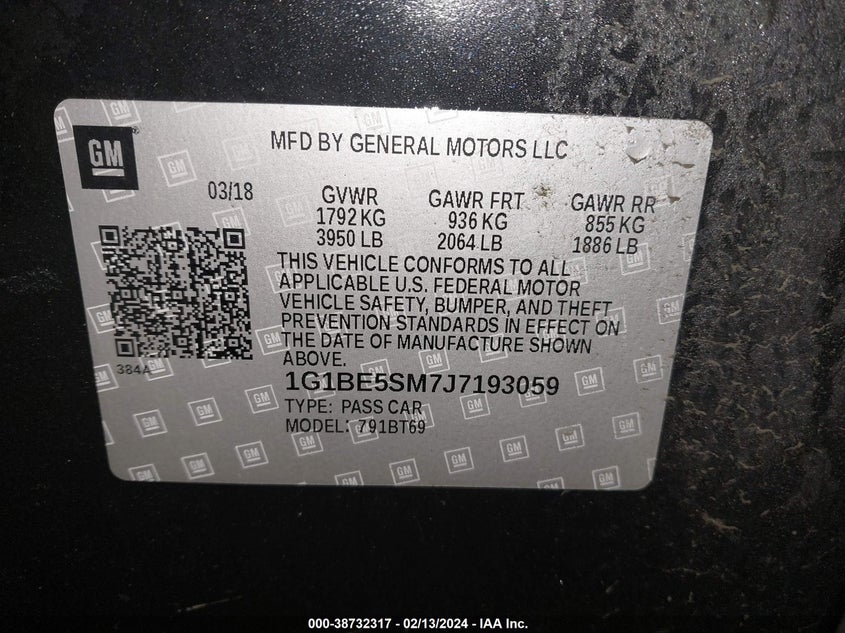 GM
MFD BY GENERAL MOTORS LLC
03/18
GVWR GAWR FRT GAWR RR
1792 KG 936 KG 855 KG
3950 LB 2064 LB 1886 LB
THIS VEHICLE CONFORMS TO ALL
APPLICABLE U.S. FEDERAL MOTOR
VEHICLE SAFETY, BUMPER, AND THEFT
PREVENTION STANDARDS IN EFFECT ON
THE DATE OF MANUFACTURE SHOWN
ABOVE.
384A
1G1BE5SM7J7193059
TYPE: PASS CAR
MODEL: 791BT69
000-38732317 - 02/13/2024 - IAA Inc.